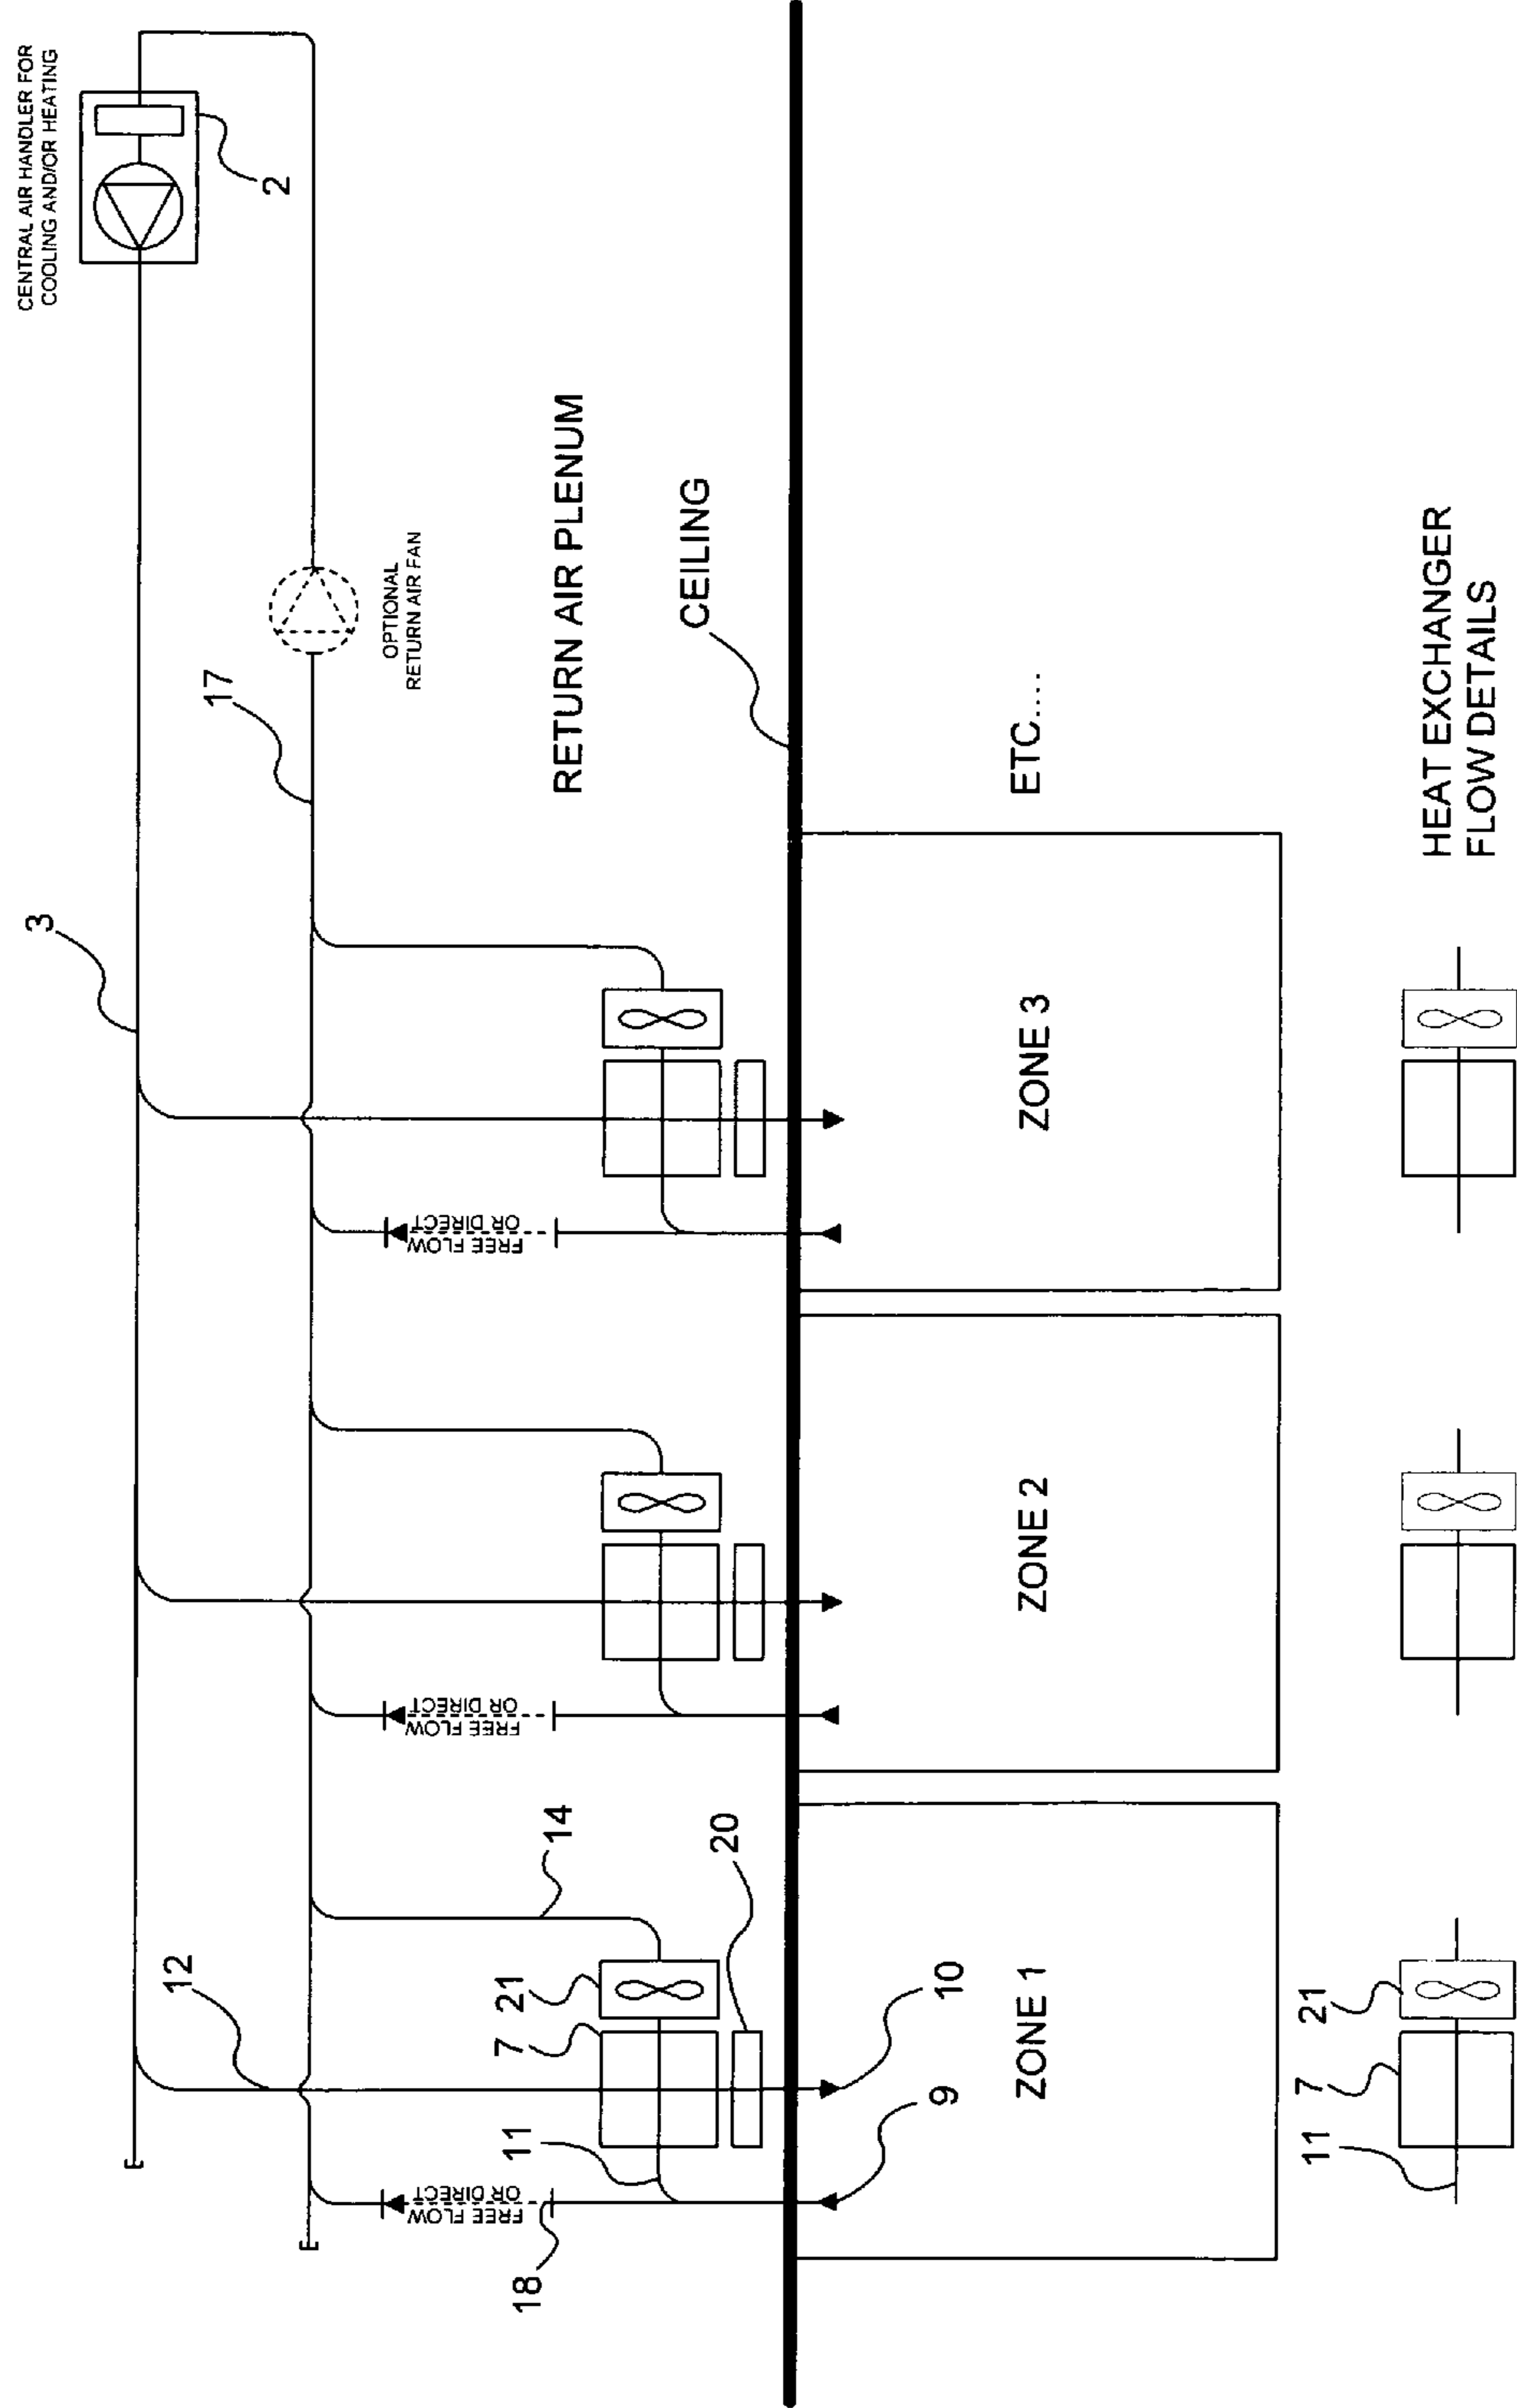 CENTRAL AIR HANDLER FOR
COOLING AND/OR HEATING
2
3
17
OPTIONAL
RETURN AIR FAN
12
RETURN AIR PLENUM
14
CEILING
18
FREE FLOW
OR DIRECT
FREE FLOW
OR DIRECT
FREE FLOW
OR DIRECT
11
7
21
20
9
10
ZONE 1
ZONE 2
ZONE 3
ETC....
11
7
21
HEAT EXCHANGER
FLOW DETAILS